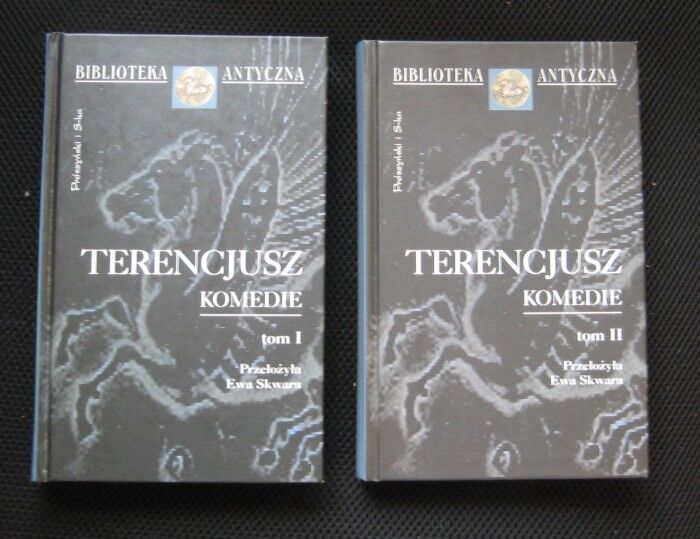 BIBLIOTEKA ANTYCZNA
Prószyński i S-ka
TERENCJUSZ
KOMEDIE
tom I
Przełożyła
Ewa Skwara
BIBLIOTEKA ANTYCZNA
Prószyński i S-ka
TERENCJUSZ
KOMEDIE
tom II
Przełożyła
Ewa Skwara